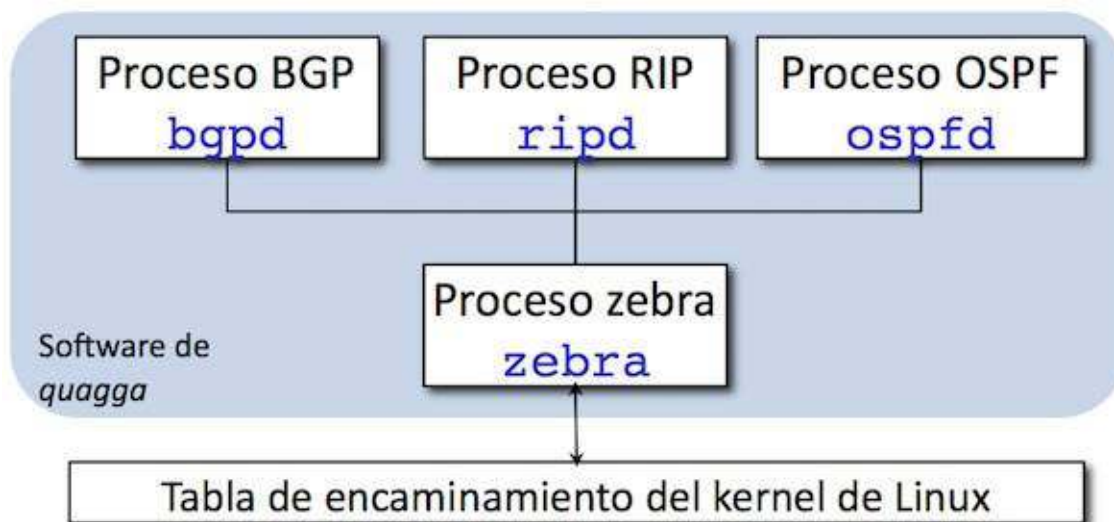 Proceso BGP
bgpd
Proceso RIP
ripd
Proceso OSPF
ospfd
Proceso zebra
zebra
Software de
quagga
Tabla de encaminamiento del kernel de Linux